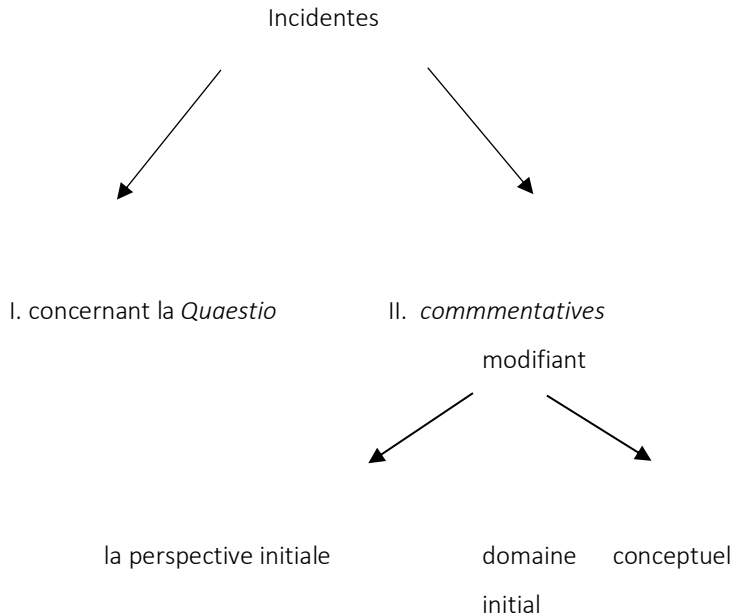 Incidentes
I. concernant la Quaestio II. commmentatives
modifiant
la perspective initiale domaine conceptuel
initial